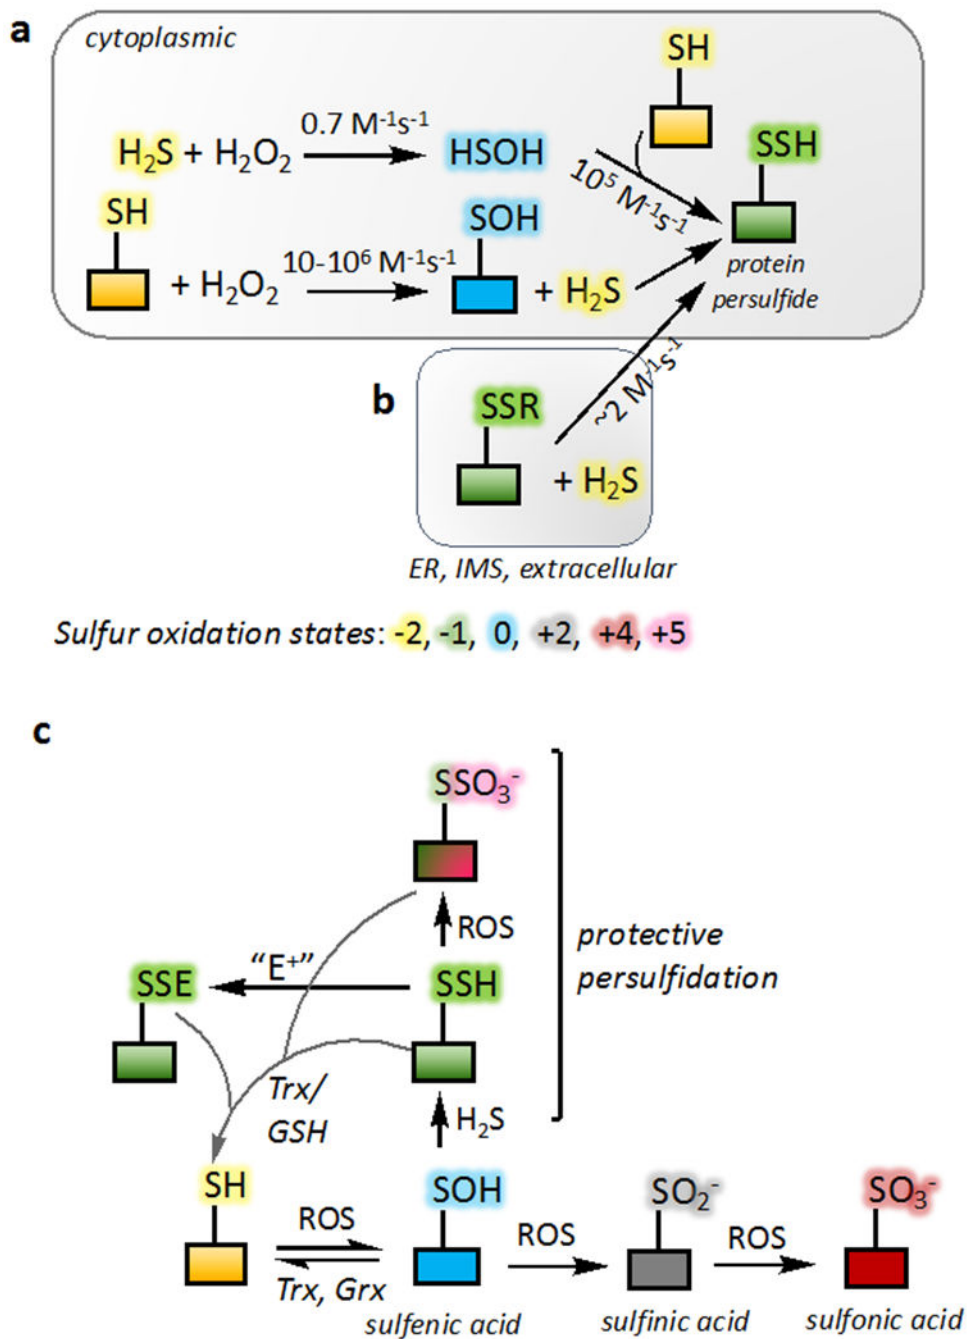 a
cytoplasmic
SH
H₂S + H₂O₂
0.7 M⁻¹s⁻¹
HSOH
10⁵ M⁻¹s⁻¹
SSH
protein
persulfide
SH
+ H₂O₂
10-10⁶ M⁻¹s⁻¹
SOH
+ H₂S
b
SSR
+ H₂S
~2 M⁻¹s⁻¹
ER, IMS, extracellular
Sulfur oxidation states: -2, -1, 0, +2, +4, +5
c
SSO₃⁻
ROS
protective
persulfidation
SSE
“E⁺”
SSH
Trx/
GSH
H₂S
SH
ROS
Trx, Grx
SOH
sulfenic acid
ROS
SO₂⁻
sulfinic acid
ROS
SO₃⁻
sulfonic acid